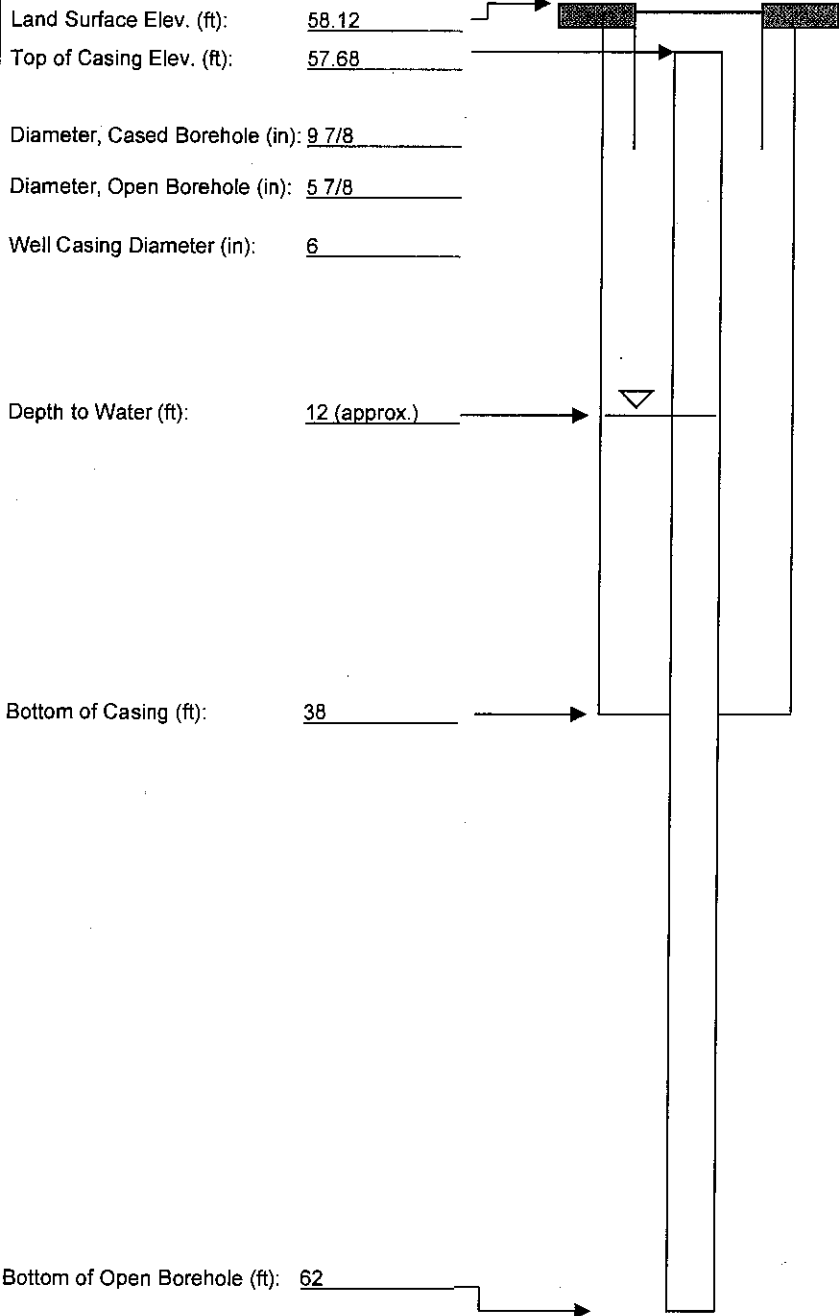 Land Surface Elev. (ft): 58.12
Top of Casing Elev. (ft): 57.68
Diameter, Cased Borehole (in): 9 7/8
Diameter, Open Borehole (in): 5 7/8
Well Casing Diameter (in): 6
Depth to Water (ft): 12 (approx.)
Bottom of Casing (ft): 38
Bottom of Open Borehole (ft): 62